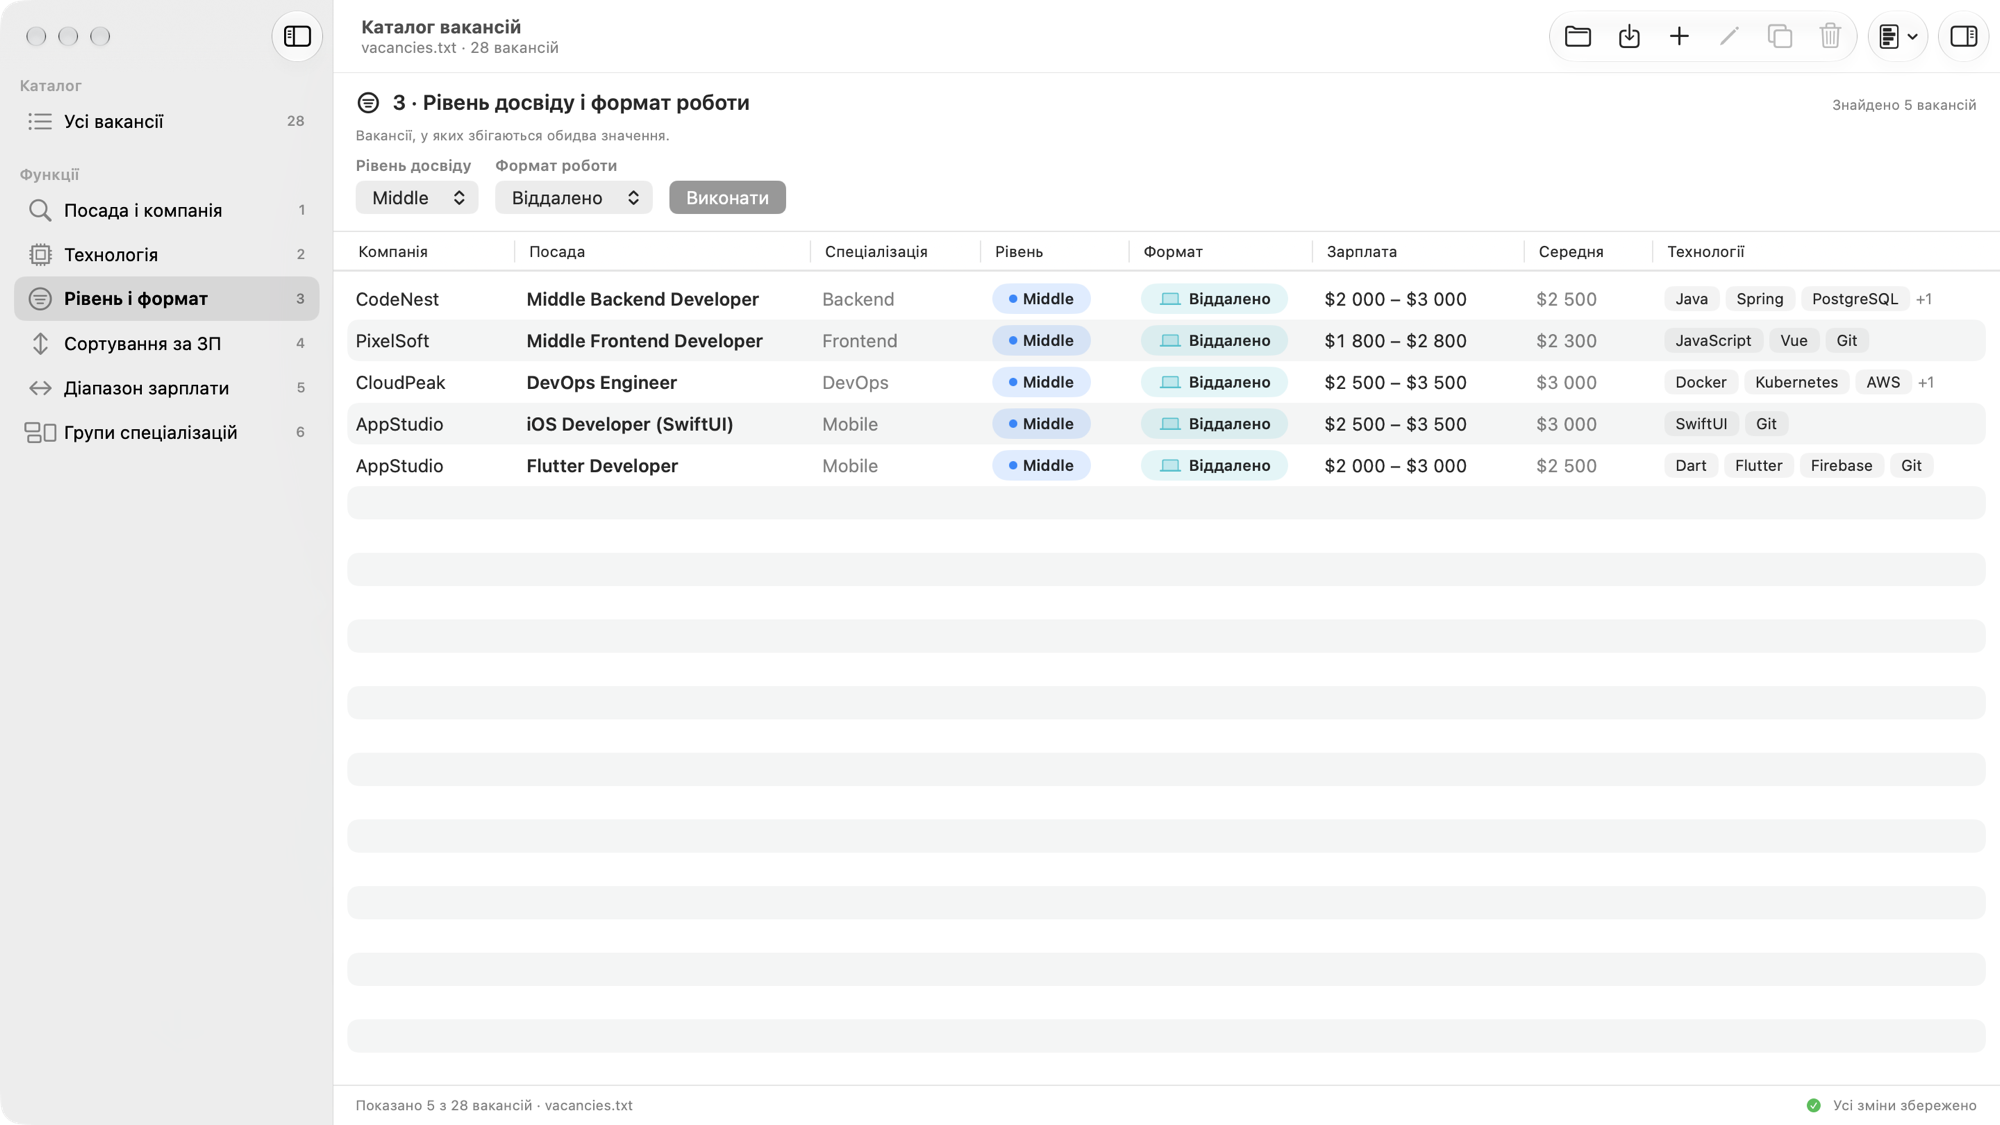 Каталог
Усі вакансії 28
Функції
Посада і компанія 1
Технологія 2
Рівень і формат 3
Сортування за ЗП 4
Діапазон зарплати 5
Групи спеціалізацій 6
Каталог вакансій
vacancies.txt · 28 вакансій
3 · Рівень досвіду і формат роботи
Знайдено 5 вакансій
Вакансії, у яких збігаються обидва значення.
Рівень досвіду Формат роботи
Middle Віддалено Виконати
Компанія Посада Спеціалізація Рівень Формат Зарплата Середня Технології
CodeNest Middle Backend Developer Backend Middle Віддалено $2 000 – $3 000 $2 500 Java Spring PostgreSQL +1
PixelSoft Middle Frontend Developer Frontend Middle Віддалено $1 800 – $2 800 $2 300 JavaScript Vue Git
CloudPeak DevOps Engineer DevOps Middle Віддалено $2 500 – $3 500 $3 000 Docker Kubernetes AWS +1
AppStudio iOS Developer (SwiftUI) Mobile Middle Віддалено $2 500 – $3 500 $3 000 SwiftUI Git
AppStudio Flutter Developer Mobile Middle Віддалено $2 000 – $3 000 $2 500 Dart Flutter Firebase Git
Показано 5 з 28 вакансій · vacancies.txt
Усі зміни збережено